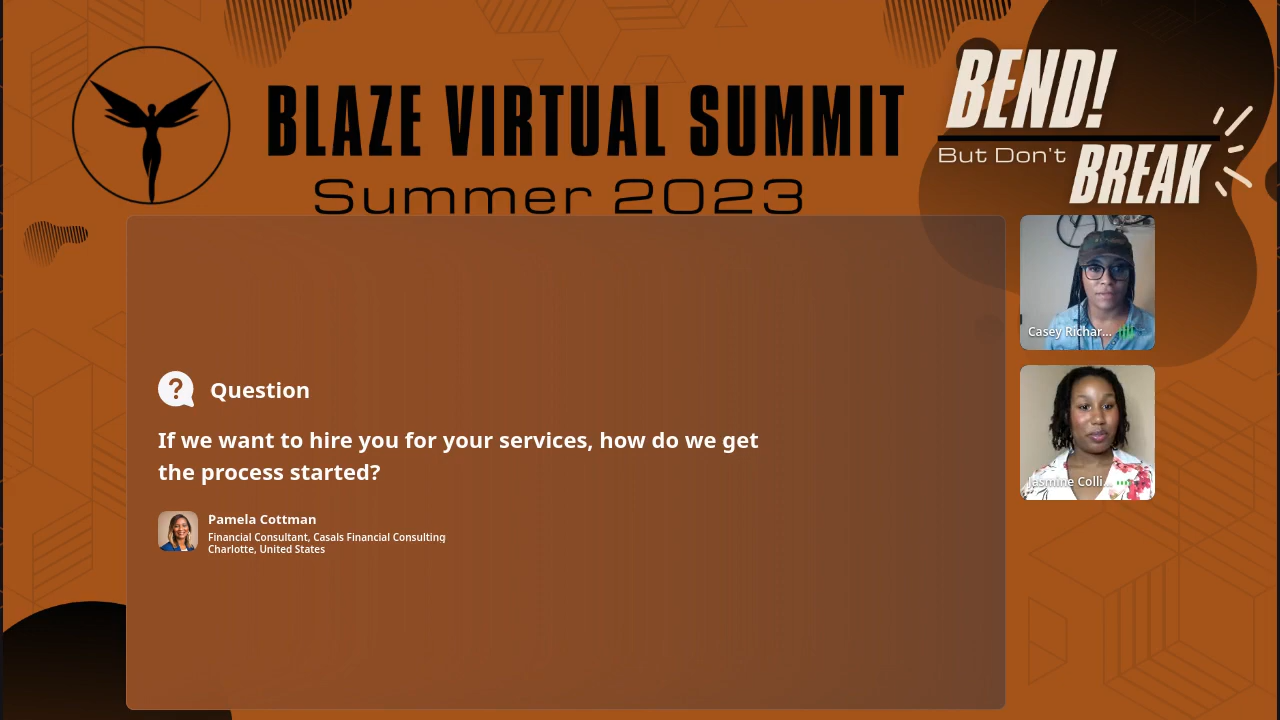 BLAZE VIRTUAL SUMMIT
Summer 2023
BEND!
But Don't
BREAK
Question
If we want to hire you for your services, how do we get
the process started?
Pamela Cottman
Financial Consultant, Casals Financial Consulting
Charlotte, United States
Casey Richar...
Jasmine Colli...